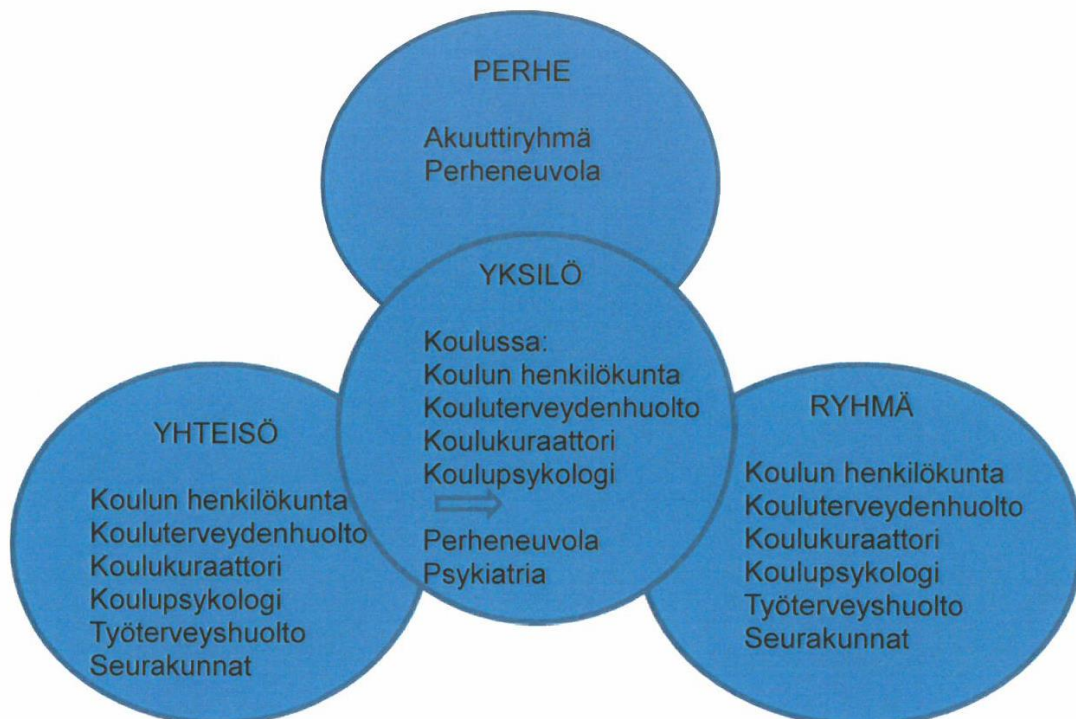 PERHE
Akuuttiryhmä
Perheneuvola
YKSILÖ
Koulussa:
Koulun henkilökunta
Kouluterveydenhuolto
Koulukuraattori
Koulupsykologi
Perheneuvola
Psykiatria
YHTEISÖ
Koulun henkilökunta
Kouluterveydenhuolto
Koulukuraattori
Koulupsykologi
Työterveyshuolto
Seurakunnat
RYHMÄ
Koulun henkilökunta
Kouluterveydenhuolto
Koulukuraattori
Koulupsykologi
Työterveyshuolto
Seurakunnat